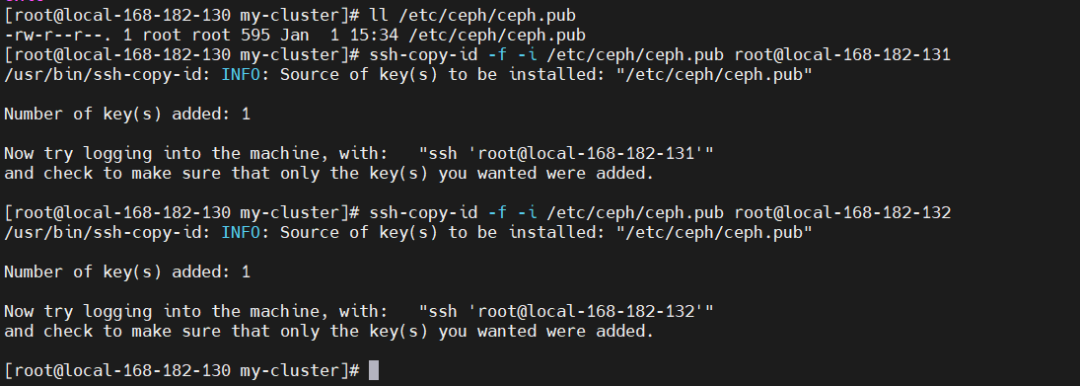 [root@local-168-182-130 my-cluster]# ll /etc/ceph/ceph.pub
-rw-r--r--. 1 root root 595 Jan  1 15:34 /etc/ceph/ceph.pub
[root@local-168-182-130 my-cluster]# ssh-copy-id -f -i /etc/ceph/ceph.pub root@local-168-182-131
/usr/bin/ssh-copy-id: INFO: Source of key(s) to be installed: "/etc/ceph/ceph.pub"

Number of key(s) added: 1

Now try logging into the machine, with:   "ssh 'root@local-168-182-131'"
and check to make sure that only the key(s) you wanted were added.

[root@local-168-182-130 my-cluster]# ssh-copy-id -f -i /etc/ceph/ceph.pub root@local-168-182-132
/usr/bin/ssh-copy-id: INFO: Source of key(s) to be installed: "/etc/ceph/ceph.pub"

Number of key(s) added: 1

Now try logging into the machine, with:   "ssh 'root@local-168-182-132'"
and check to make sure that only the key(s) you wanted were added.

[root@local-168-182-130 my-cluster]#